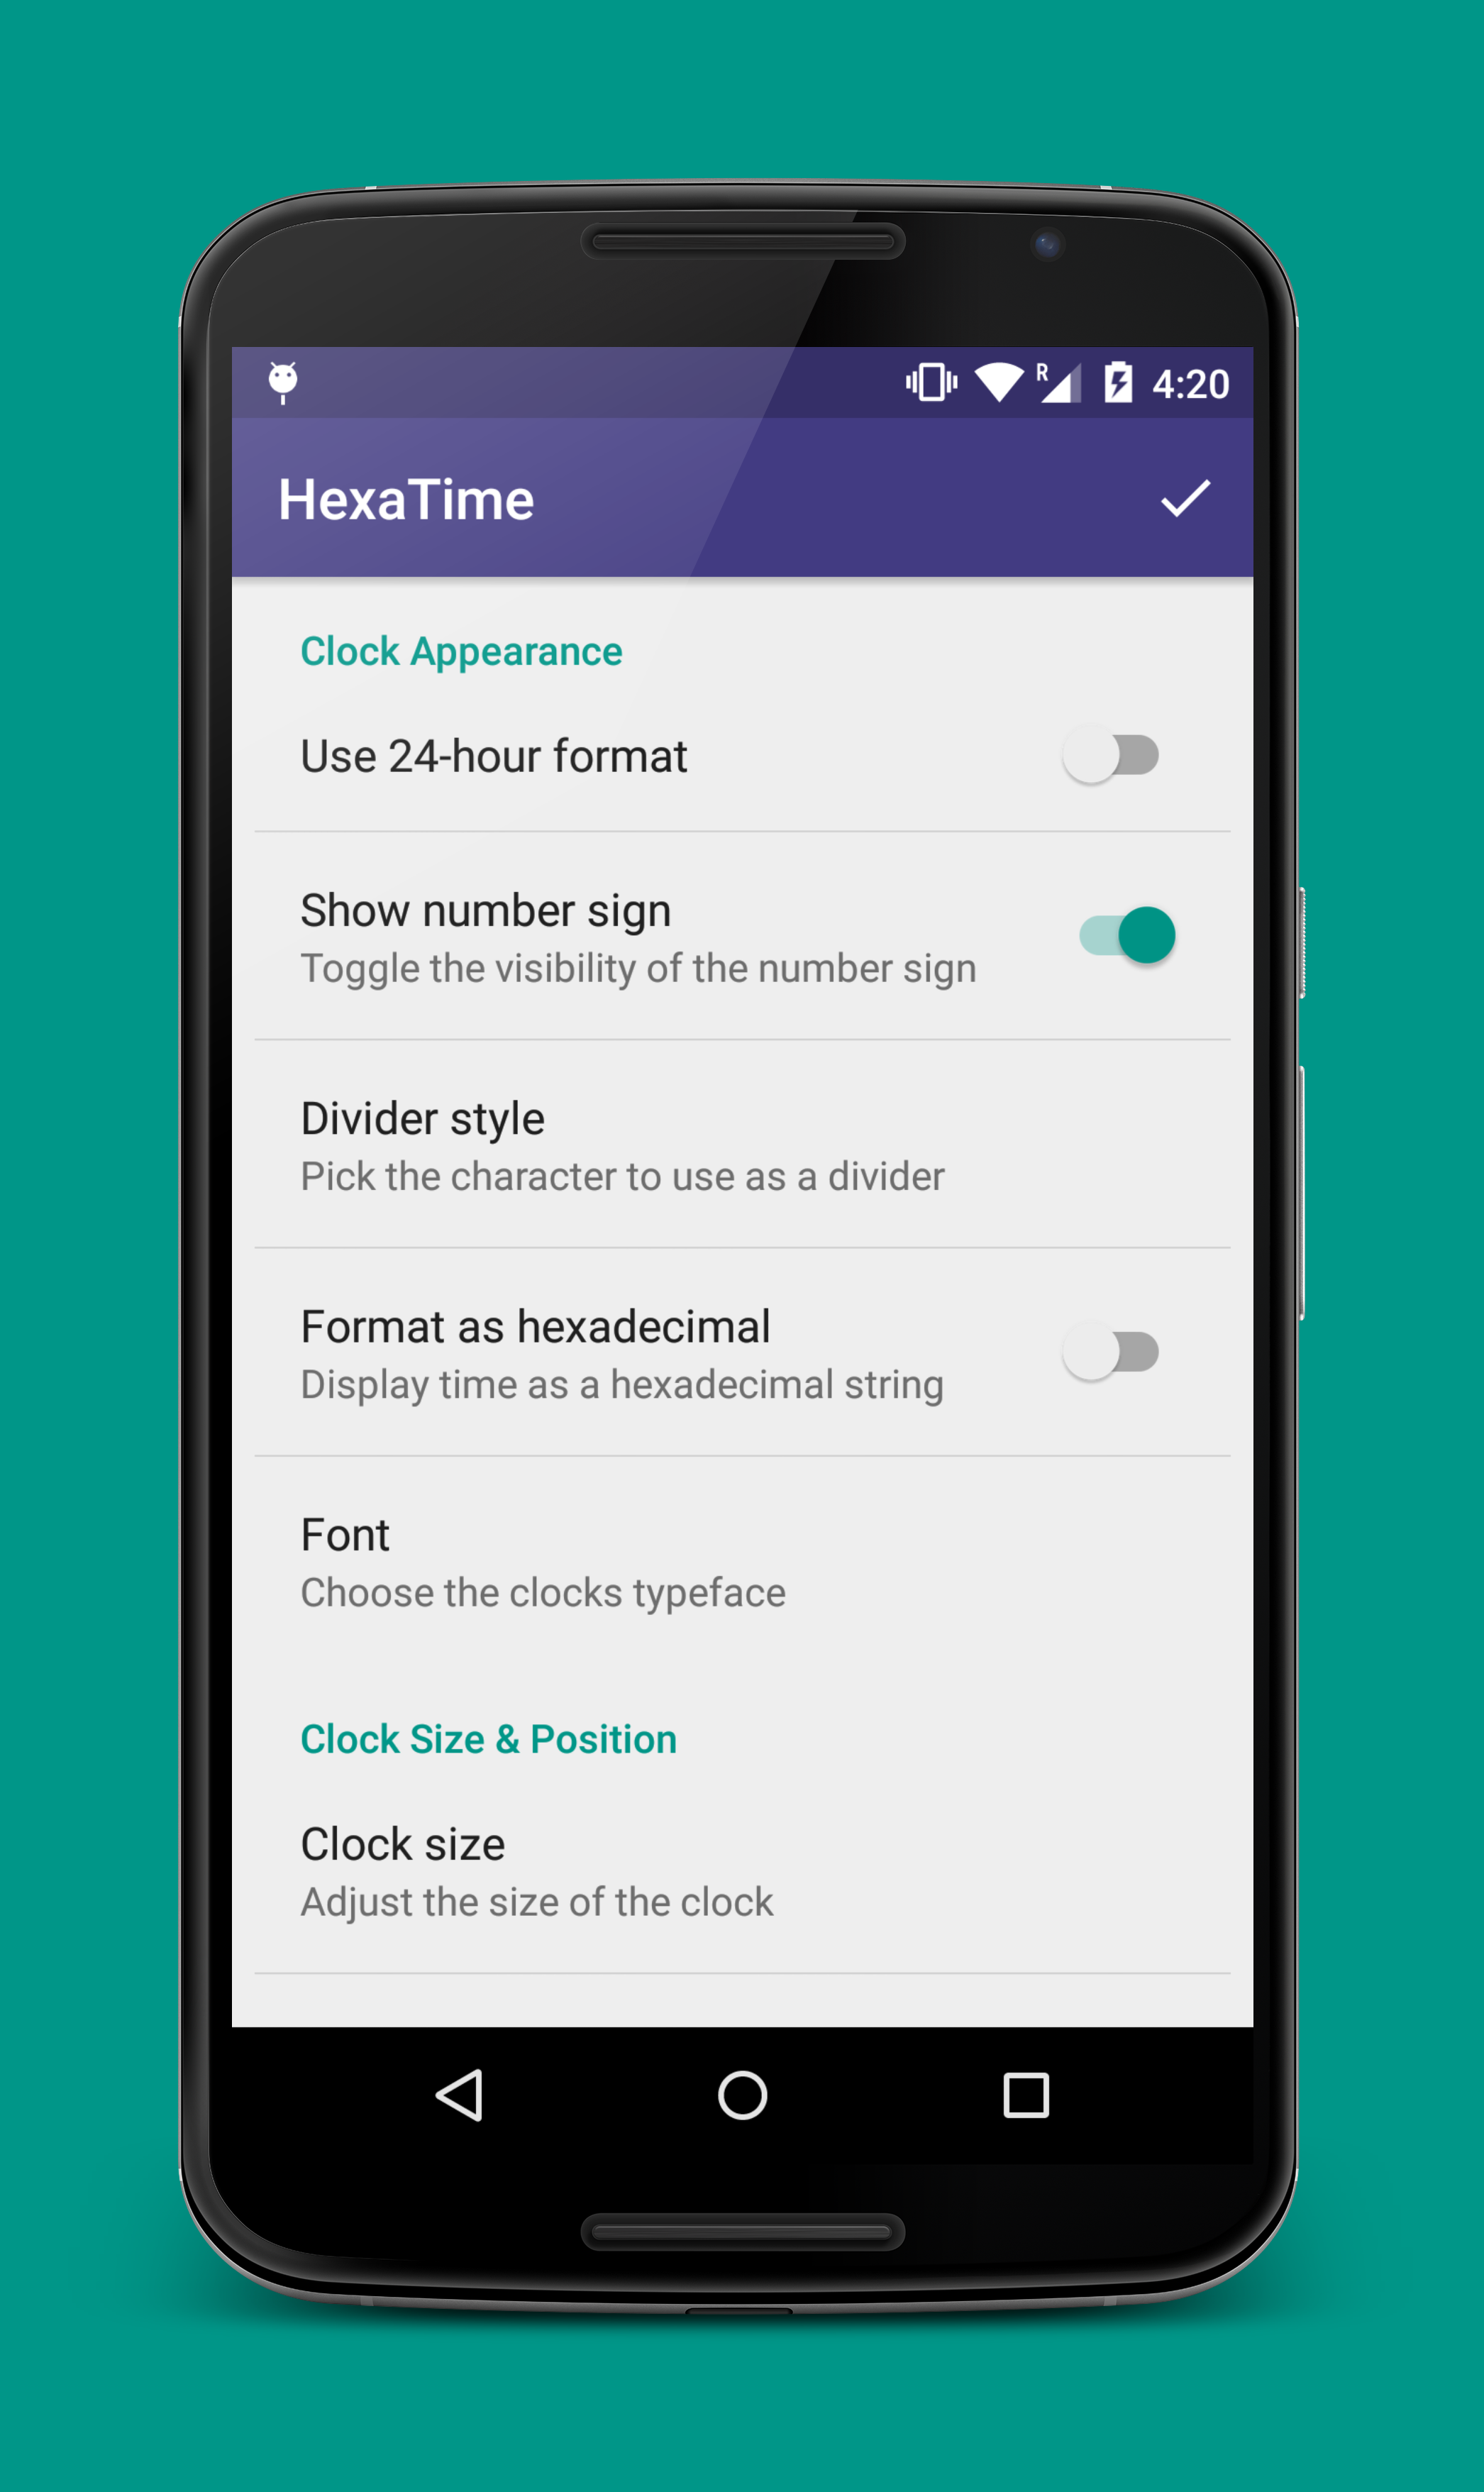 R 4:20
HexaTime
Clock Appearance
Use 24-hour format
Show number sign
Toggle the visibility of the number sign
Divider style
Pick the character to use as a divider
Format as hexadecimal
Display time as a hexadecimal string
Font
Choose the clocks typeface
Clock Size & Position
Clock size
Adjust the size of the clock